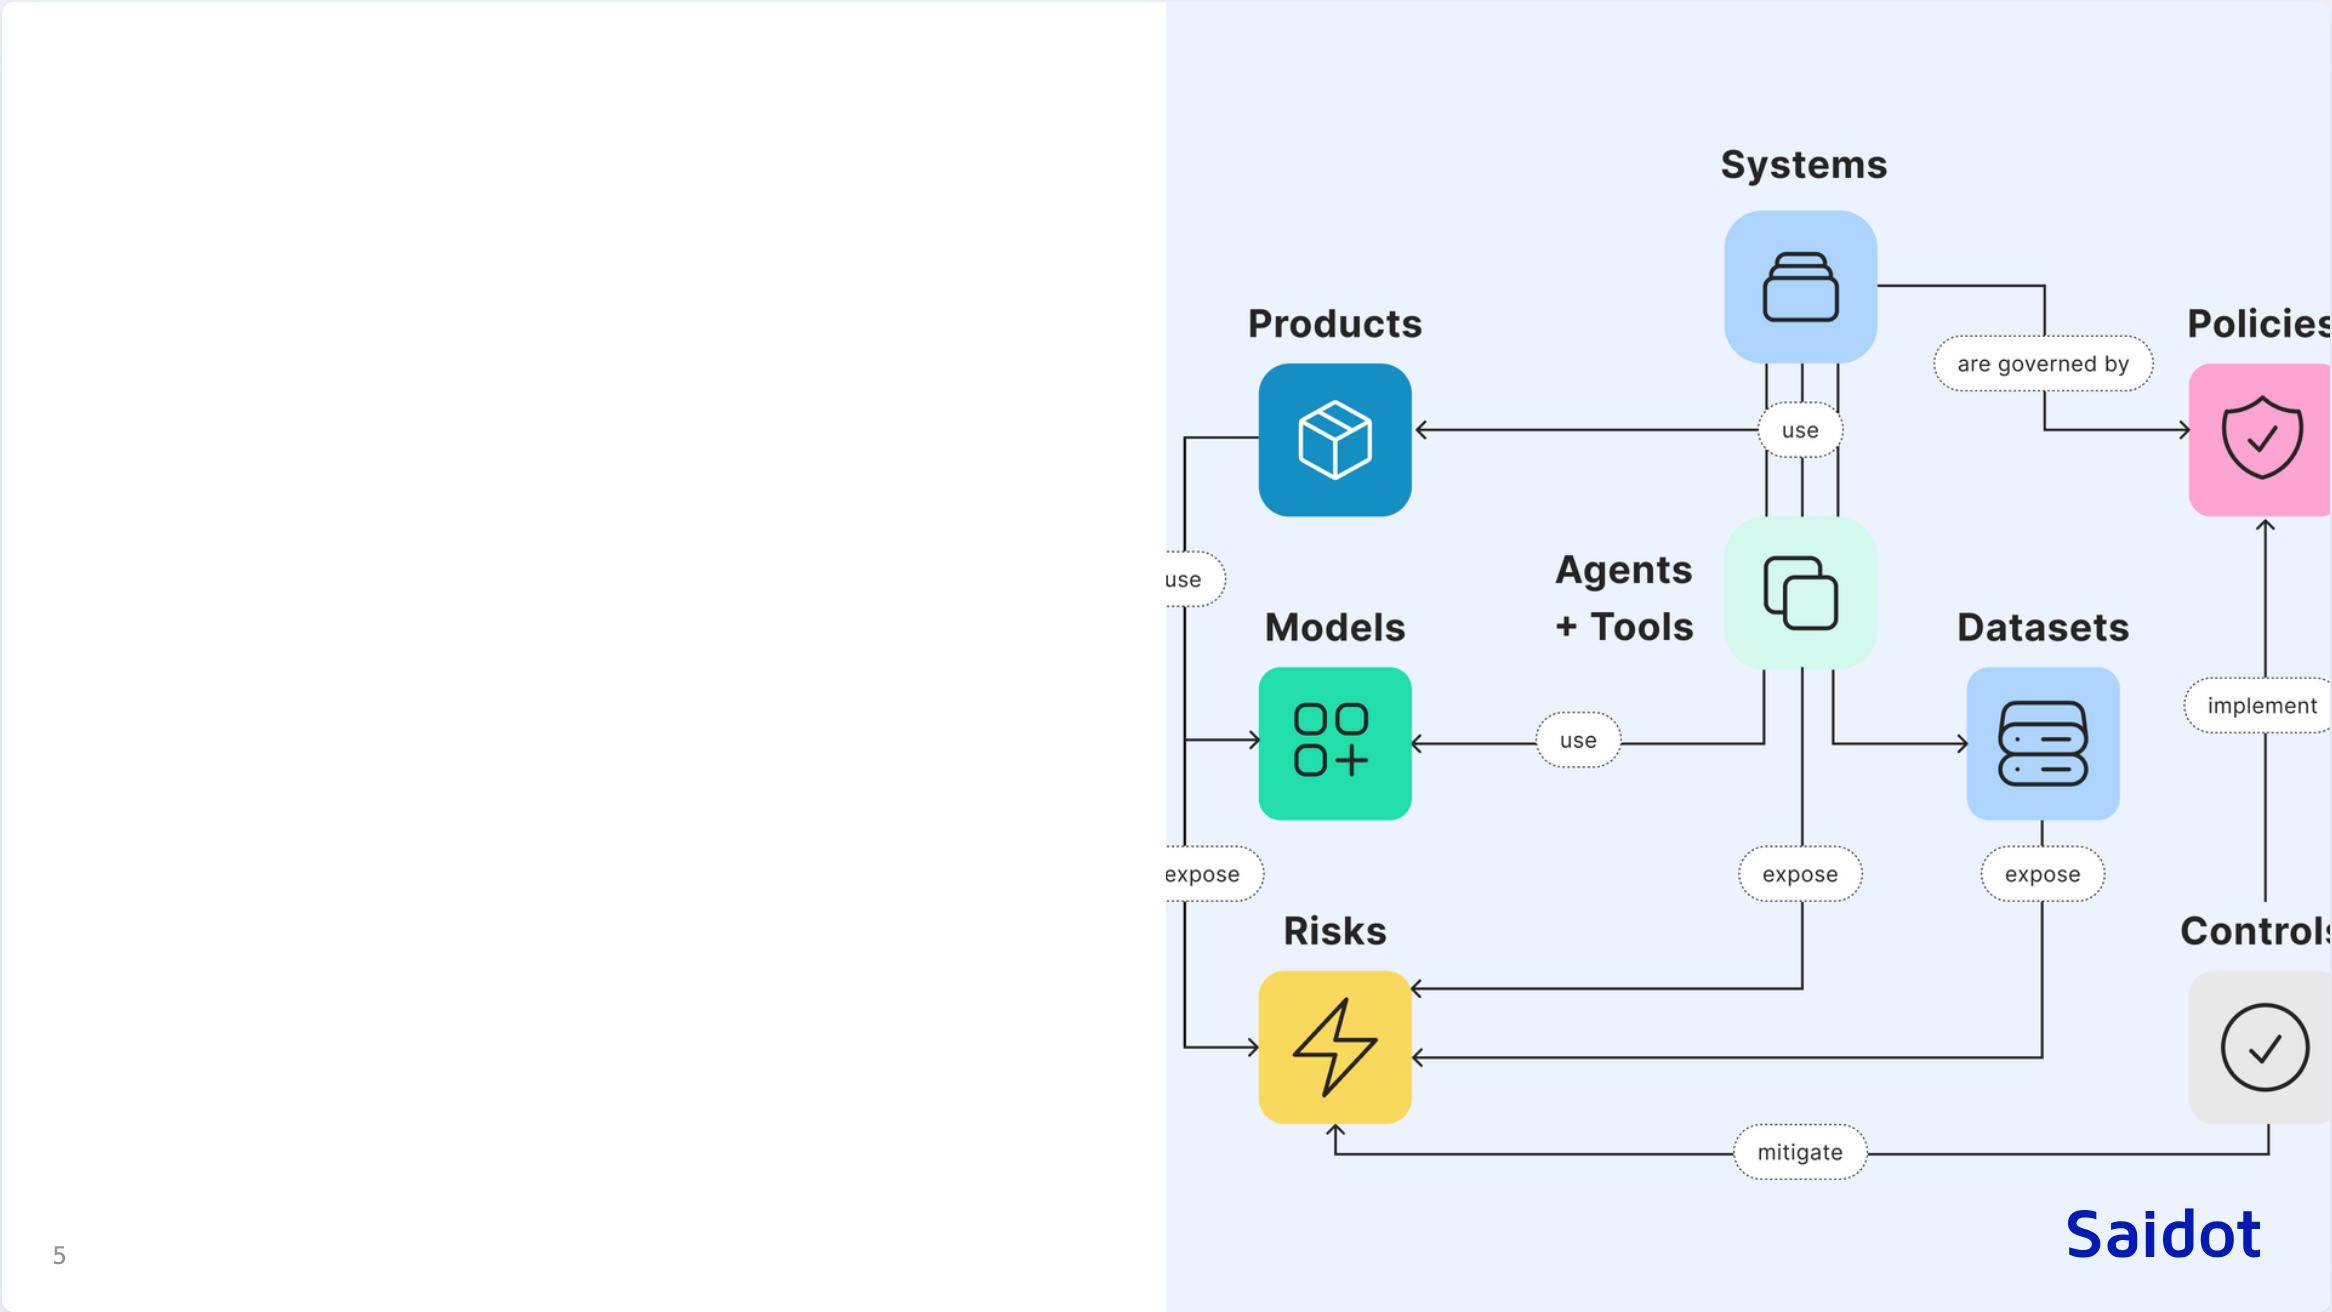 Systems
Products
Policies
are governed by
use
use
Agents
+ Tools
Models
Datasets
implement
use
expose
expose
expose
Risks
Controls
mitigate
Saidot
5